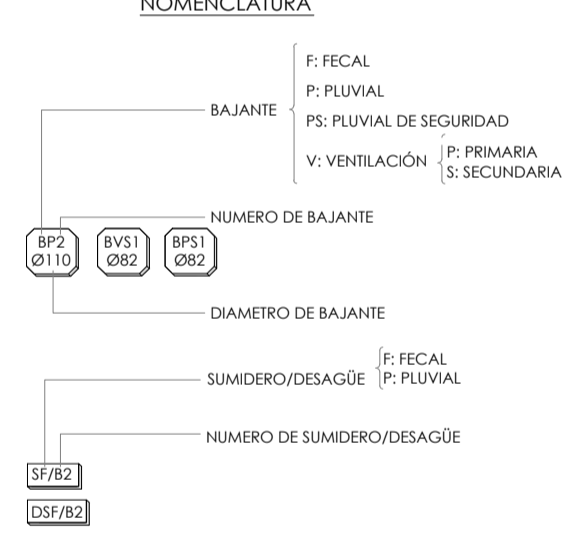 NOMENCLATURA
F: FECAL
P: PLUVIAL
BAJANTE
PS: PLUVIAL DE SEGURIDAD
V: VENTILACIÓN
P: PRIMARIA
S: SECUNDARIA
NUMERO DE BAJANTE
BP2
Ø110
BVS1
Ø82
BPS1
Ø82
DIAMETRO DE BAJANTE
SUMIDERO/DESAGÜE
F: FECAL
P: PLUVIAL
NUMERO DE SUMIDERO/DESAGÜE
SF/B2
DSF/B2